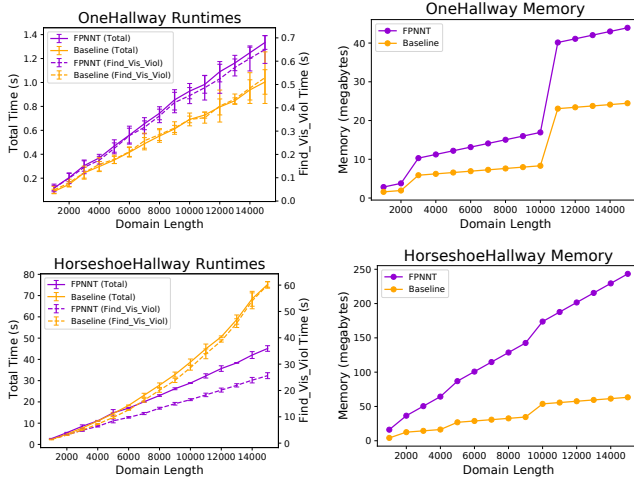 OneHallway Runtimes
FPNNT (Total)
Baseline (Total)
FPNNT (Find_Vis_Viol)
Baseline (Find_Vis_Viol)
Total Time (s)
1.4
1.2
1.0
0.8
0.6
0.4
0.2
0.7
0.6
0.5
0.4
0.3
0.2
0.1
0.0
Find_Vis_Viol Time (s)
2000 4000 6000 8000 10000 12000 14000
Domain Length
OneHallway Memory
FPNNT
Baseline
Memory (megabytes)
40
30
20
10
0
2000 4000 6000 8000 10000 12000 14000
Domain Length
HorseshoeHallway Runtimes
FPNNT (Total)
Baseline (Total)
FPNNT (Find_Vis_Viol)
Baseline (Find_Vis_Viol)
Total Time (s)
80
70
60
50
40
30
20
10
0
60
50
40
30
20
10
0
Find_Vis_Viol Time (s)
2000 4000 6000 8000 10000 12000 14000
Domain Length
HorseshoeHallway Memory
FPNNT
Baseline
Memory (megabytes)
250
200
150
100
50
0
2000 4000 6000 8000 10000 12000 14000
Domain Length